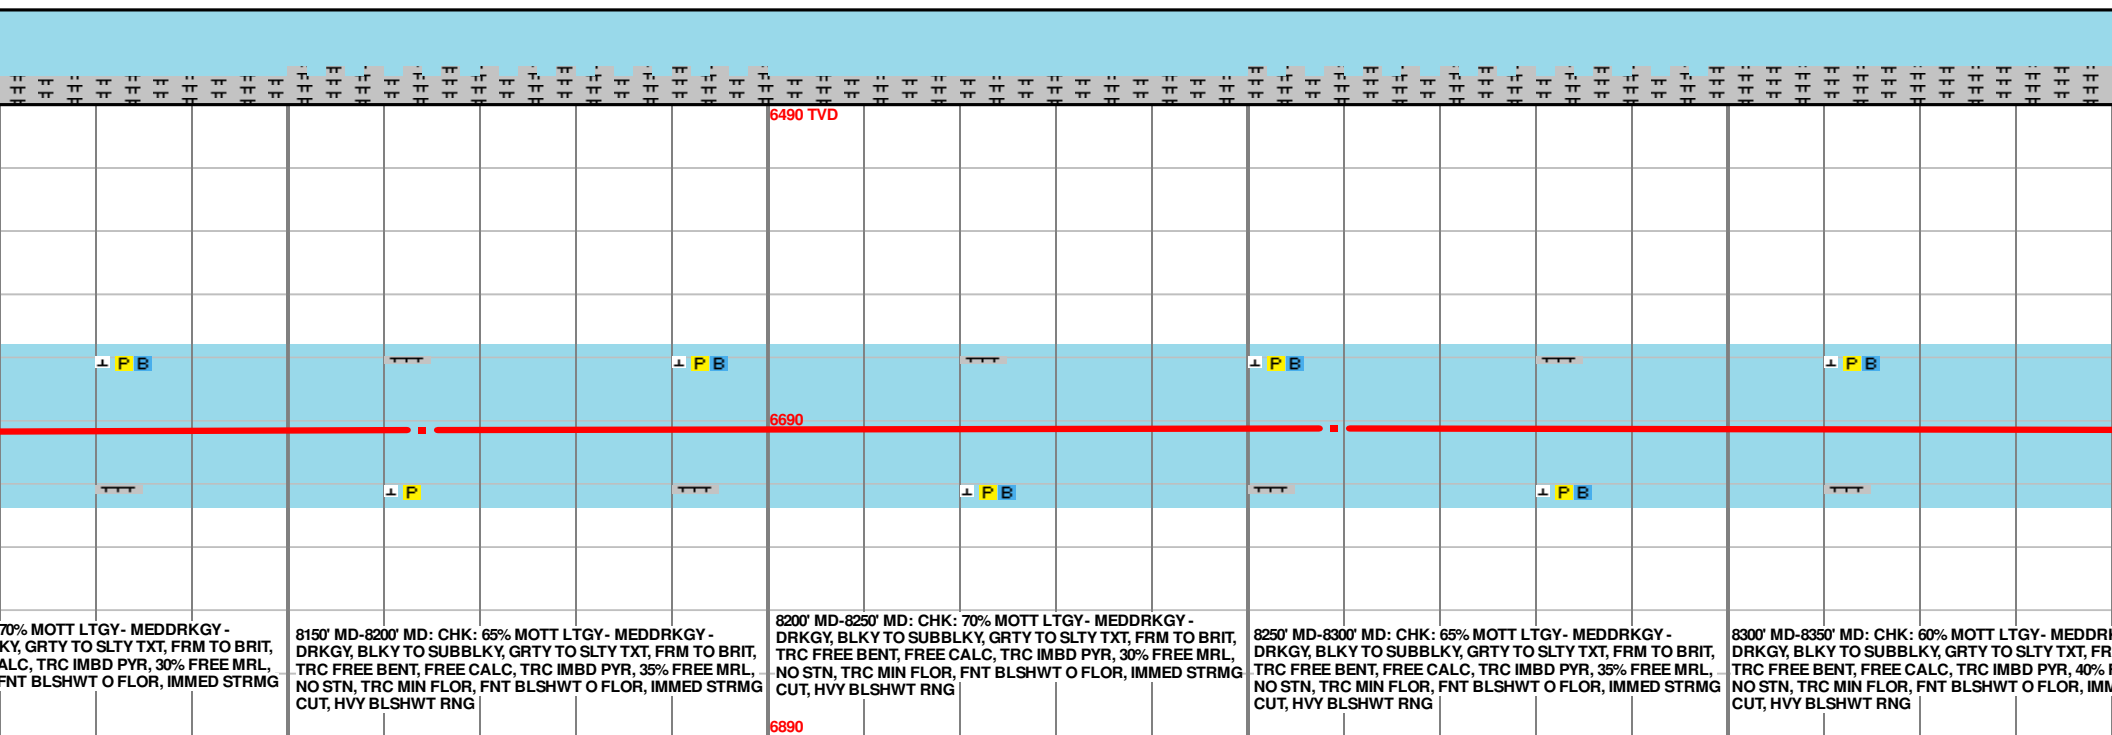 6490 TVD
P B
P B
P B
P B
6690
P
P B
P B
70% MOTT LTGY- MEDDRKGY -
KY, GRTY TO SLTY TXT, FRM TO BRIT,
ALC, TRC IMBD PYR, 30% FREE MRL,
FNT BLSHWT O FLOR, IMMED STRMG
8150' MD-8200' MD: CHK: 65% MOTT LTGY- MEDDRKGY -
DRKGY, BLKY TO SUBBLKY, GRTY TO SLTY TXT, FRM TO BRIT,
TRC FREE BENT, FREE CALC, TRC IMBD PYR, 35% FREE MRL,
NO STN, TRC MIN FLOR, FNT BLSHWT O FLOR, IMMED STRMG
CUT, HVY BLSHWT RNG
8200' MD-8250' MD: CHK: 70% MOTT LTGY- MEDDRKGY -
DRKGY, BLKY TO SUBBLKY, GRTY TO SLTY TXT, FRM TO BRIT,
TRC FREE BENT, FREE CALC, TRC IMBD PYR, 30% FREE MRL,
NO STN, TRC MIN FLOR, FNT BLSHWT O FLOR, IMMED STRMG
CUT, HVY BLSHWT RNG
8250' MD-8300' MD: CHK: 65% MOTT LTGY- MEDDRKGY -
DRKGY, BLKY TO SUBBLKY, GRTY TO SLTY TXT, FRM TO BRIT,
TRC FREE BENT, FREE CALC, TRC IMBD PYR, 35% FREE MRL,
NO STN, TRC MIN FLOR, FNT BLSHWT O FLOR, IMMED STRMG
CUT, HVY BLSHWT RNG
8300' MD-8350' MD: CHK: 60% MOTT LTGY- MEDDRK
DRKGY, BLKY TO SUBBLKY, GRTY TO SLTY TXT, FR
TRC FREE BENT, FREE CALC, TRC IMBD PYR, 40% F
NO STN, TRC MIN FLOR, FNT BLSHWT O FLOR, IMM
CUT, HVY BLSHWT RNG
6890